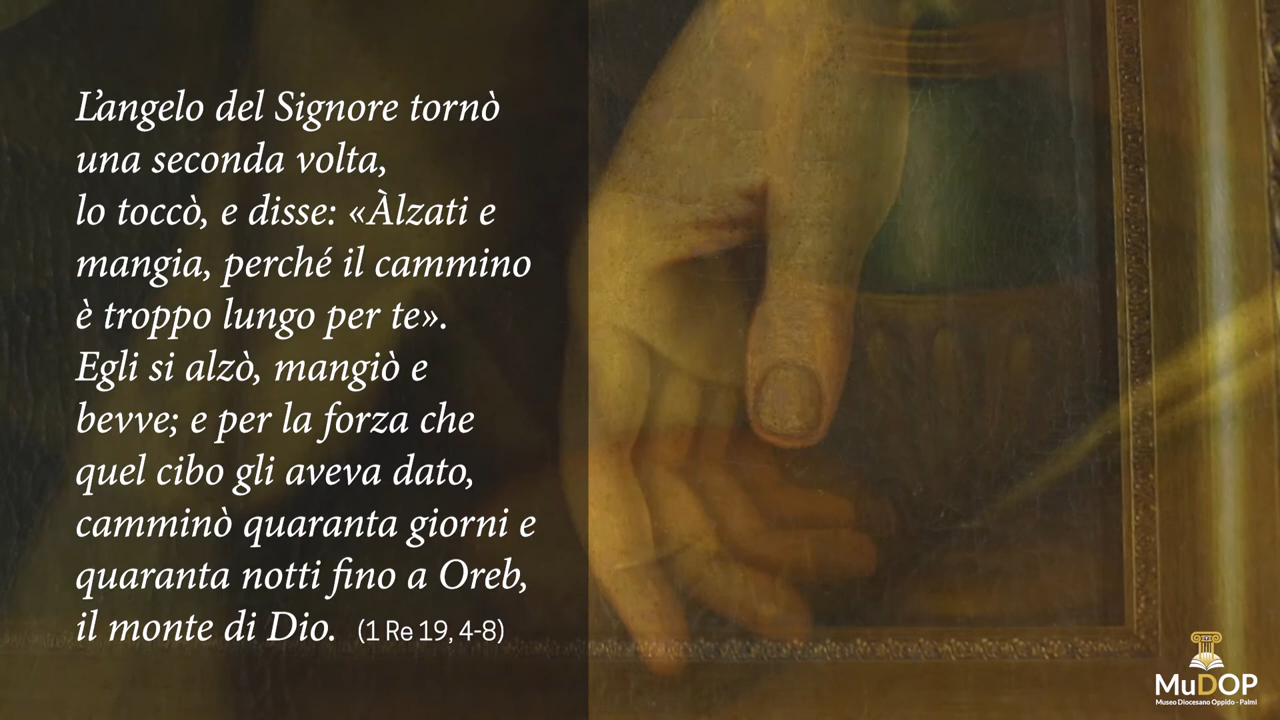 L'angelo del Signore tornò
una seconda volta,
lo toccò, e disse: «Àlzati e
mangia, perché il cammino
è troppo lungo per te».
Egli si alzò, mangiò e
bevve; e per la forza che
quel cibo gli aveva dato,
camminò quaranta giorni e
quaranta notti fino a Oreb,
il monte di Dio. (1 Re 19, 4-8)
MuDOP
Museo Diocesano Oppido - Palmi